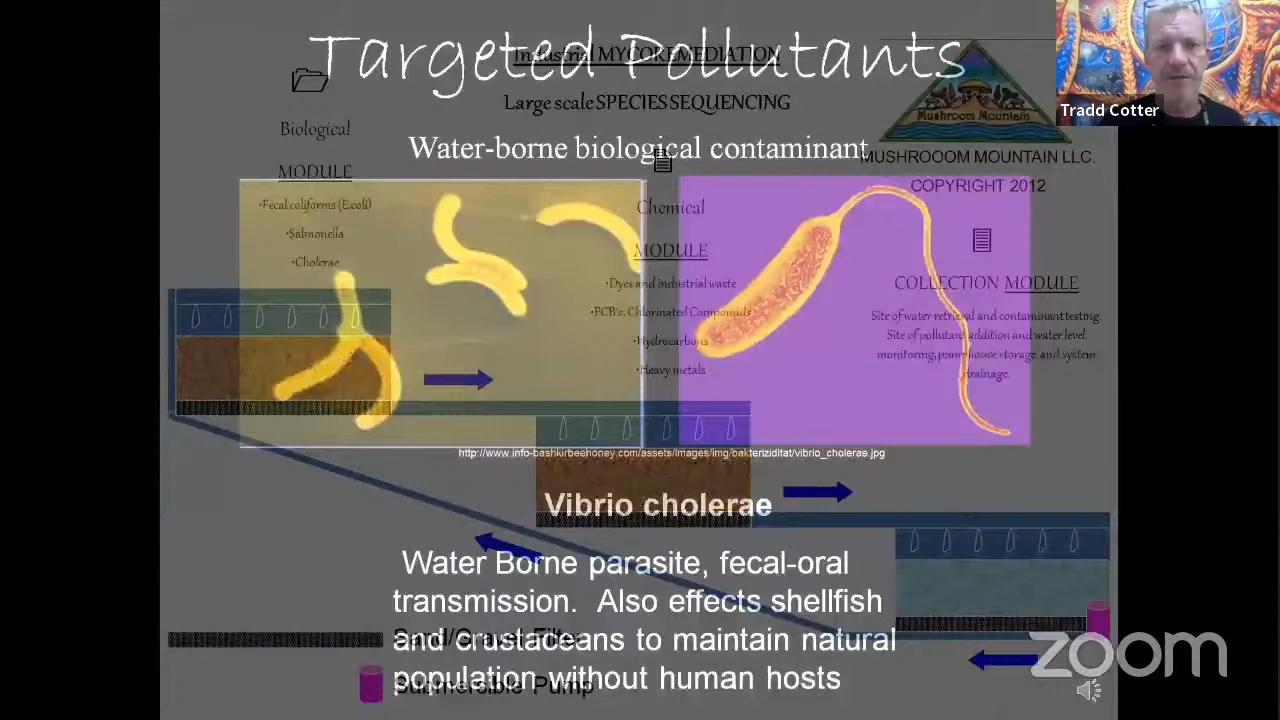 Targeted Pollutants
Industrial MYCOREMEDIATION
Large scale SPECIES SEQUENCING
Tradd Cotter
Water-borne biological contaminant
Mushroom Mountain
MUSHROOOM MOUNTAIN LLC.
COPYRIGHT 2012
Biological
MODULE
•Fecal coliforms (E.coli)
•Salmonella
•Cholerae
Chemical
MODULE
•Dyes and industrial waste
•PCB's, Chlorinated Compounds
•Hydrocarbons
•Heavy metals
COLLECTION MODULE
Site of water retrieval and contaminent testing.
Site of pollutant addition and water level
monitoring, pump house storage and system
drainage.
http://www.info-bashkirbeehoney.com/assets/images/img/bakteriziditat/vibrio_cholerae.jpg
Vibrio cholerae
Water Borne parasite, fecal-oral
transmission. Also effects shellfish
and crustaceans to maintain natural
population without human hosts
Sand/Gravel Filter
Submersible Pump
zoom